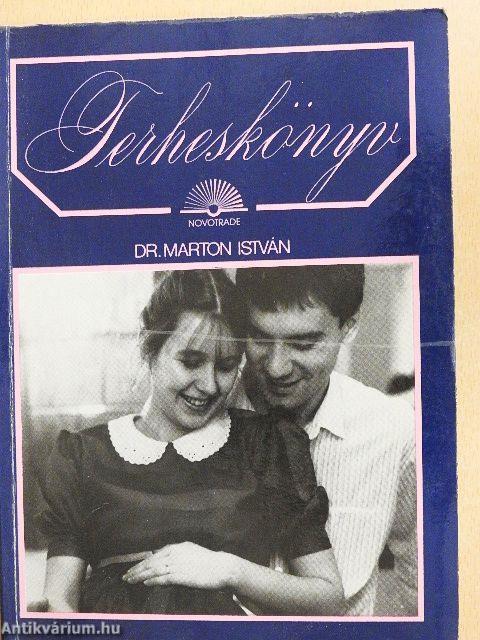 Terheskönyv
NOVOTRADE
DR. MARTON ISTVÁN
Antikvárium.hu